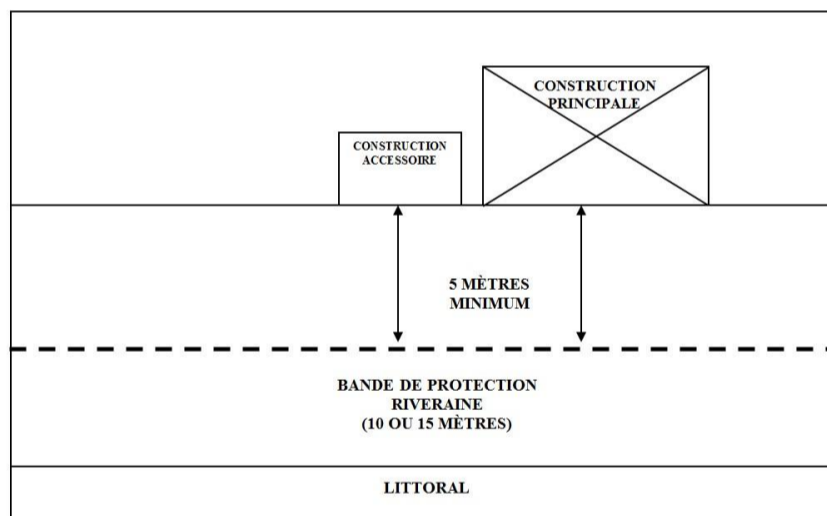 CONSTRUCTION
PRINCIPALE
CONSTRUCTION
ACCESSOIRE
5 MÈTRES
MINIMUM
BANDE DE PROTECTION
RIVERAINE
(10 OU 15 MÈTRES)
LITTORAL